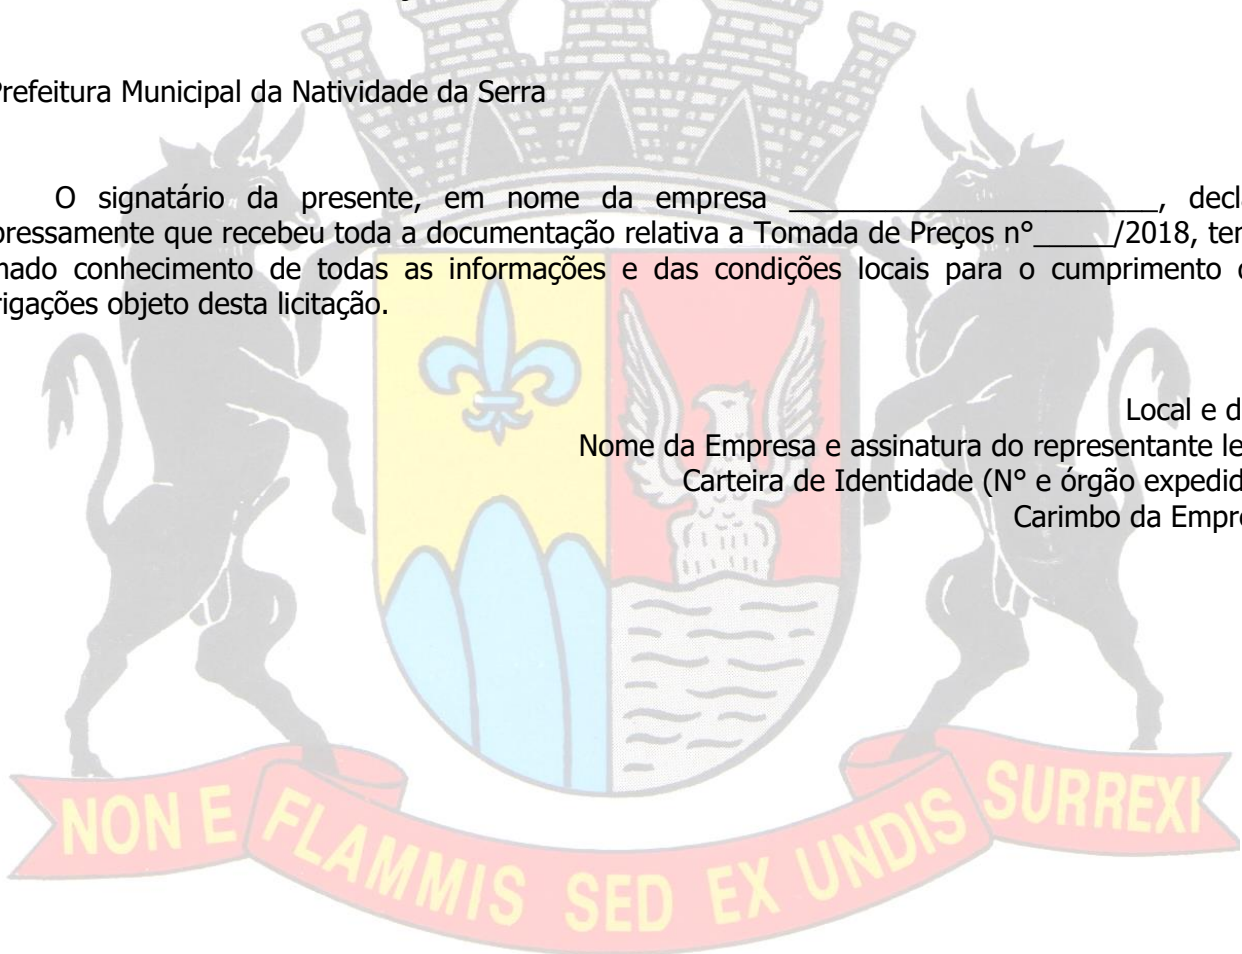 Prefeitura Municipal da Natividade da Serra
O signatário da presente, em nome da empresa _______________________, decl
pressamente que recebeu toda a documentação relativa a Tomada de Preços n°_____/2018, ten
mado conhecimento de todas as informações e das condições locais para o cumprimento d
rigações objeto desta licitação.
Local e d
Nome da Empresa e assinatura do representante le
Carteira de Identidade (N° e órgão expedid
Carimbo da Empre
NON E FLAMMIS SED EX UNDIS SURREXI